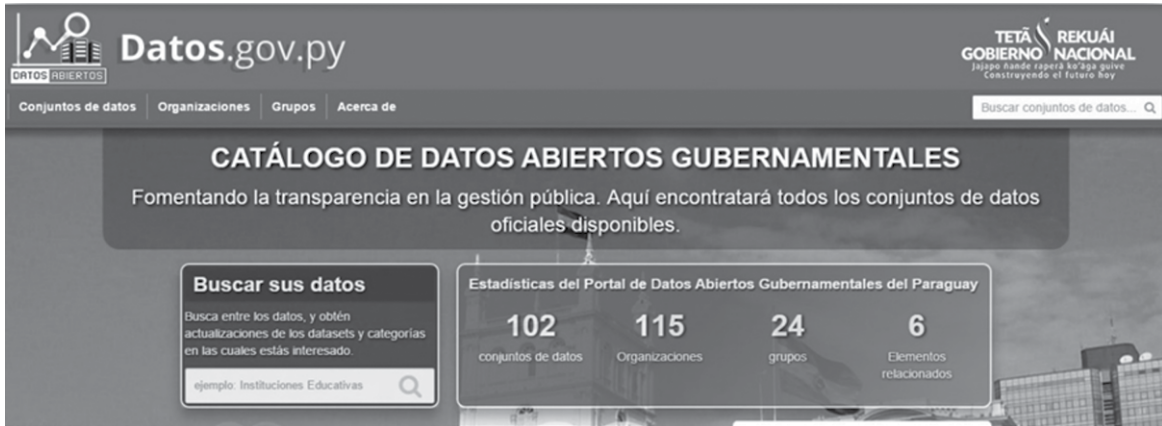 DATOS ABIERTOS
Datos.gov.py
TETÃ REKUÁI
GOBIERNO NACIONAL
Jajapo ñande raperã ko'ãga guive
Construyendo el futuro hoy
Conjuntos de datos Organizaciones Grupos Acerca de
Buscar conjuntos de datos...
CATÁLOGO DE DATOS ABIERTOS GUBERNAMENTALES
Fomentando la transparencia en la gestión pública. Aquí encontratará todos los conjuntos de datos
oficiales disponibles.
Buscar sus datos
Busca entre los datos, y obtén
actualizaciones de los datasets y categorías
en las cuales estás interesado.
ejemplo: Instituciones Educativas
Estadísticas del Portal de Datos Abiertos Gubernamentales del Paraguay
102 115 24 6
conjuntos de datos Organizaciones grupos Elementos
relacionados